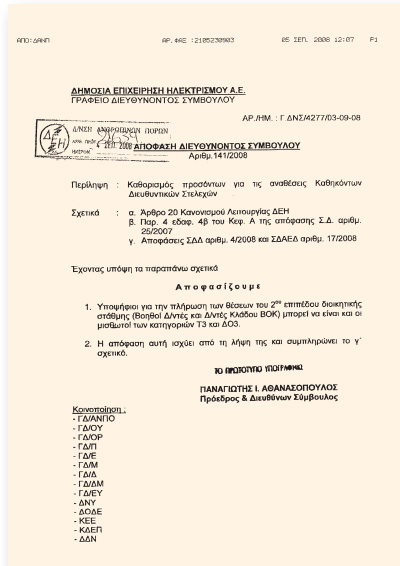 ΑΠΟ:ΔΑΝΠ ΑΡ.ΦΑΞ :2105230903 05 ΣΕΠ. 2008 12:07 P1
ΔΗΜΟΣΙΑ ΕΠΙΧΕΙΡΗΣΗ ΗΛΕΚΤΡΙΣΜΟΥ Α.Ε.
ΓΡΑΦΕΙΟ ΔΙΕΥΘΥΝΟΝΤΟΣ ΣΥΜΒΟΥΛΟΥ
ΑΡ./ΗΜ. : Γ.ΔΝΣ/4277/03-09-08
ΔΕΗ
Δ/ΝΣΗ ΑΝΘΡΩΠΙΝΩΝ ΠΟΡΩΝ
ΣΕΠ. 2008
ΑΠΟΦΑΣΗ ΔΙΕΥΘΥΝΟΝΤΟΣ ΣΥΜΒΟΥΛΟΥ
Αριθμ.141/2008
Περίληψη : Καθορισμός προσόντων για τις αναθέσεις Καθηκόντων
Διευθυντικών Στελεχών
Σχετικά : α. Άρθρο 20 Κανονισμού Λειτουργίας ΔΕΗ
β. Παρ. 4 εδαφ. 4β του Κεφ. Α της απόφασης Σ.Δ. αριθμ.
25/2007
γ. Αποφάσεις ΣΔΔ αριθμ. 4/2008 και ΣΔΑΕΔ αριθμ. 17/2008
Έχοντας υπόψη τα παραπάνω σχετικά
Αποφασίζουμε
1. Υποψήφιοι για την πλήρωση των θέσεων του 2ου επιπέδου διοικητικής
στάθμης (Βοηθοί Δ/ντές και Δ/ντές Κλάδου ΒΟΚ) μπορεί να είναι και οι
μισθωτοί των κατηγοριών Τ3 και ΔΟ3.
2. Η απόφαση αυτή ισχύει από τη λήψη της και συμπληρώνει το γ΄
σχετικό.
ΤΟ ΠΡΩΤΟΤΥΠΟ ΥΠΟΓΡΑΦΗΚΕ
ΠΑΝΑΓΙΩΤΗΣ Ι. ΑΘΑΝΑΣΟΠΟΥΛΟΣ
Πρόεδρος & Διευθύνων Σύμβουλος
Κοινοποίηση :
- ΓΔ/ΑΝΠΟ
- ΓΔ/ΟΥ
- ΓΔ/ΟΡ
- ΓΔ/Π
- ΓΔ/Ε
- ΓΔ/Μ
- ΓΔ/Δ
- ΓΔ/ΔΜ
- ΓΔ/ΕΥ
- ΔΝΥ
- ΔΟΔΕ
- ΚΕΕ
- ΚΔΕΠ
- ΔΔΝ